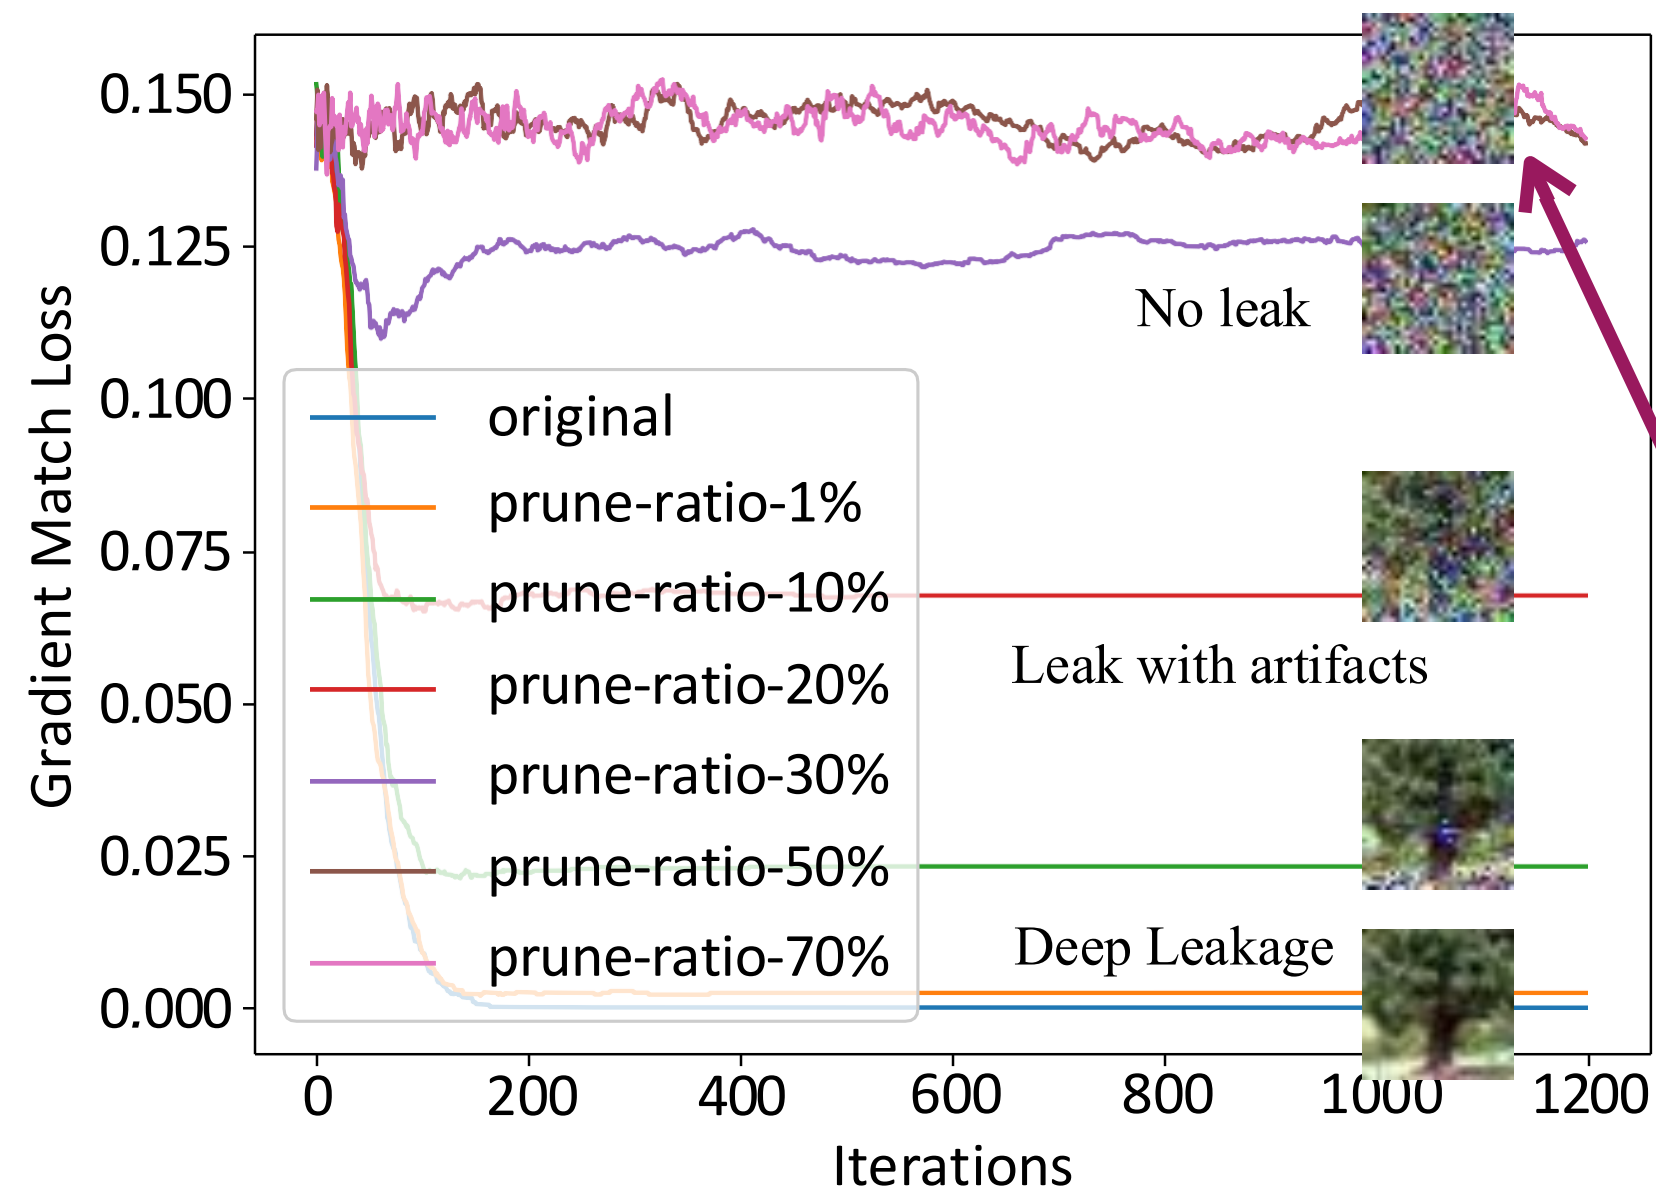 Gradient Match Loss
0.150
0.125
0.100
0.075
0.050
0.025
0.000
No leak
Leak with artifacts
Deep Leakage
original
prune-ratio-1%
prune-ratio-10%
prune-ratio-20%
prune-ratio-30%
prune-ratio-50%
prune-ratio-70%
0 200 400 600 800 1000 1200
Iterations